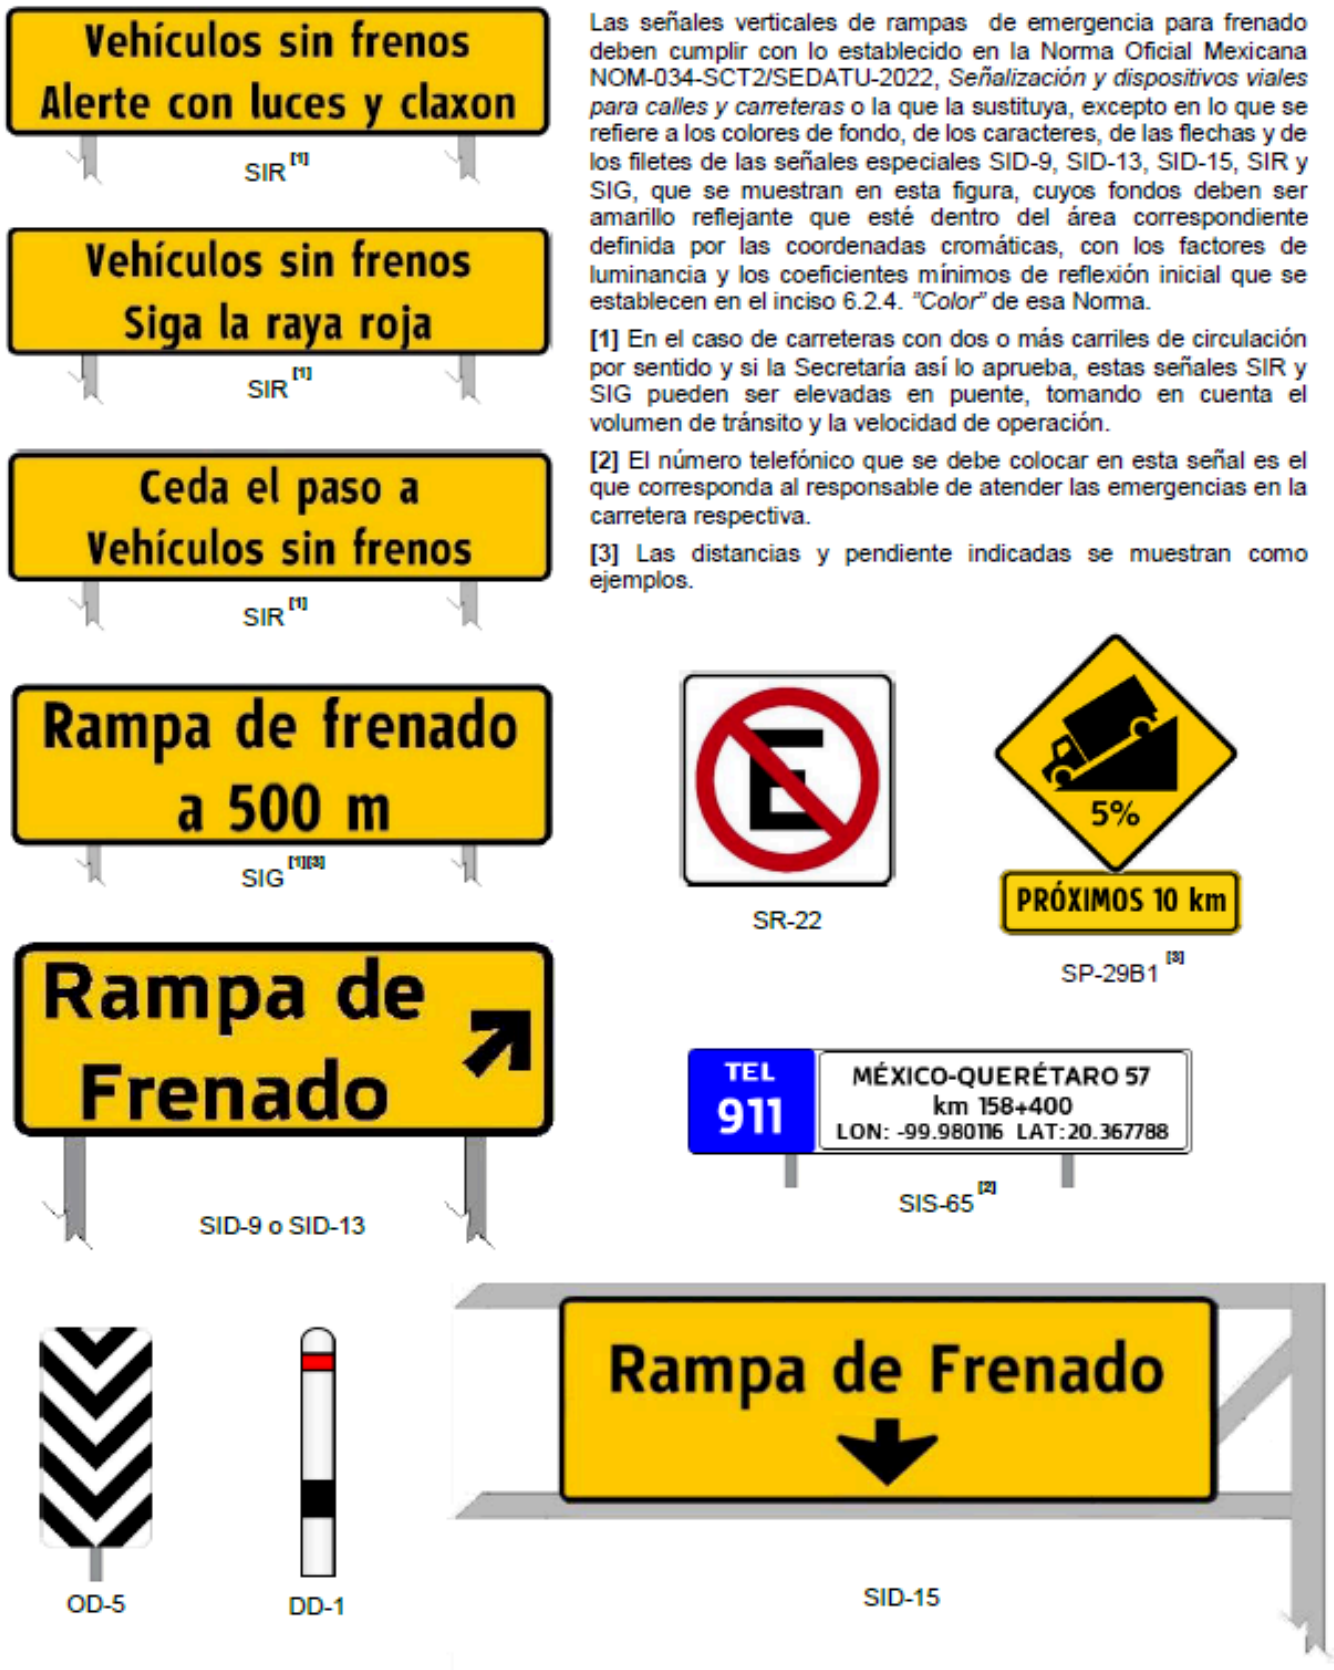 Vehículos sin frenos
Alerte con luces y claxon
SIR [1]
Vehículos sin frenos
Siga la raya roja
SIR [1]
Ceda el paso a
Vehículos sin frenos
SIR [1]
Rampa de frenado
a 500 m
SIG [1][3]
Rampa de
Frenado
SID-9 o SID-13
Las señales verticales de rampas de emergencia para frenado
deben cumplir con lo establecido en la Norma Oficial Mexicana
NOM-034-SCT2/SEDATU-2022, Señalización y dispositivos viales
para calles y carreteras o la que la sustituya, excepto en lo que se
refiere a los colores de fondo, de los caracteres, de las flechas y de
los filetes de las señales especiales SID-9, SID-13, SID-15, SIR y
SIG, que se muestran en esta figura, cuyos fondos deben ser
amarillo reflejante que esté dentro del área correspondiente
definida por las coordenadas cromáticas, con los factores de
luminancia y los coeficientes mínimos de reflexión inicial que se
establecen en el inciso 6.2.4. "Color" de esa Norma.
[1] En el caso de carreteras con dos o más carriles de circulación
por sentido y si la Secretaría así lo aprueba, estas señales SIR y
SIG pueden ser elevadas en puente, tomando en cuenta el
volumen de tránsito y la velocidad de operación.
[2] El número telefónico que se debe colocar en esta señal es el
que corresponda al responsable de atender las emergencias en la
carretera respectiva.
[3] Las distancias y pendiente indicadas se muestran como
ejemplos.
E
SR-22
5%
PRÓXIMOS 10 km
SP-29B1 [3]
TEL
911
MÉXICO-QUERÉTARO 57
km 158+400
LON: -99.980116 LAT:20.367788
SIS-65 [2]
OD-5
DD-1
Rampa de Frenado
SID-15